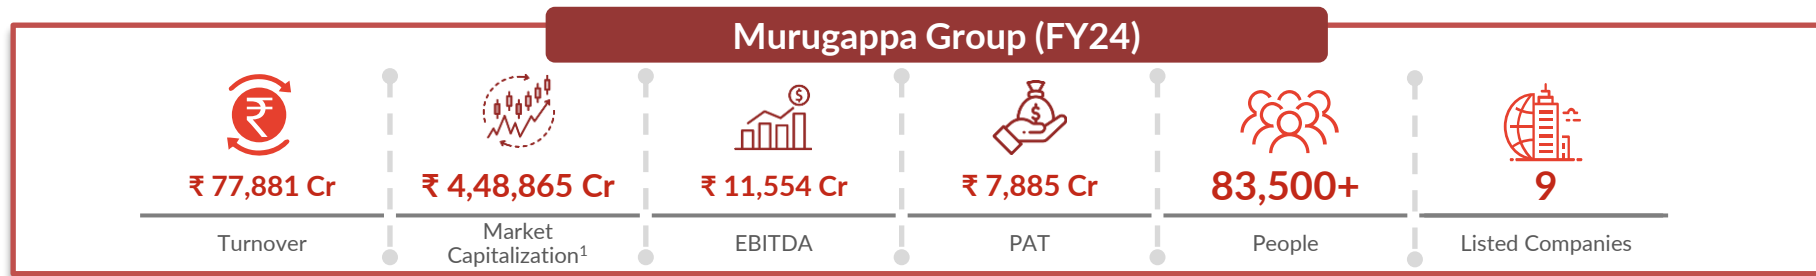 Murugappa Group (FY24)
₹ 77,881 Cr
Turnover
₹ 4,48,865 Cr
Market
Capitalization¹
₹ 11,554 Cr
EBITDA
₹ 7,885 Cr
PAT
83,500+
People
9
Listed Companies